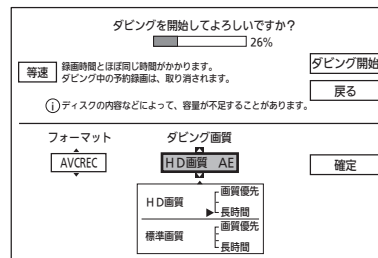 ダビングを開始してよろしいですか?
26%
等速
録画時間とほぼ同じ時間がかかります。
ダビング中の予約録画は、取り消されます。
ダビング開始
戻る
ⓘディスクの内容などによって、容量が不足することがあります。
フォーマット
ダビング画質
AVCREC
HD画質 AE
確定
HD画質
画質優先
長時間
標準画質
画質優先
長時間